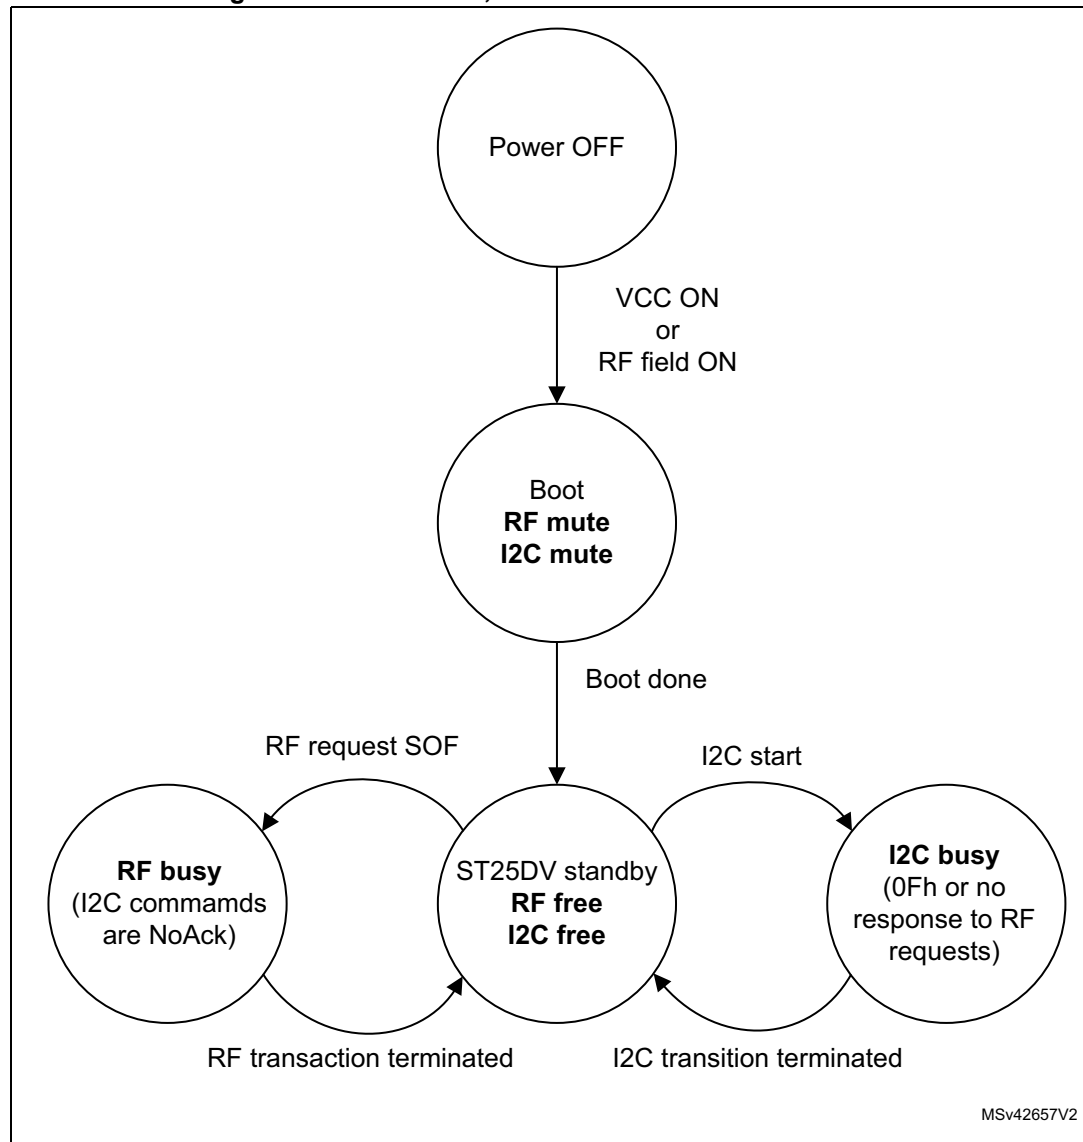 Power OFF
VCC ON
or
RF field ON
Boot
RF mute
I2C mute
Boot done
RF request SOF
I2C start
RF busy
(I2C commamds
are NoAck)
ST25DV standby
RF free
I2C free
I2C busy
(0Fh or no
response to RF
requests)
RF transaction terminated
I2C transition terminated
MSv42657V2